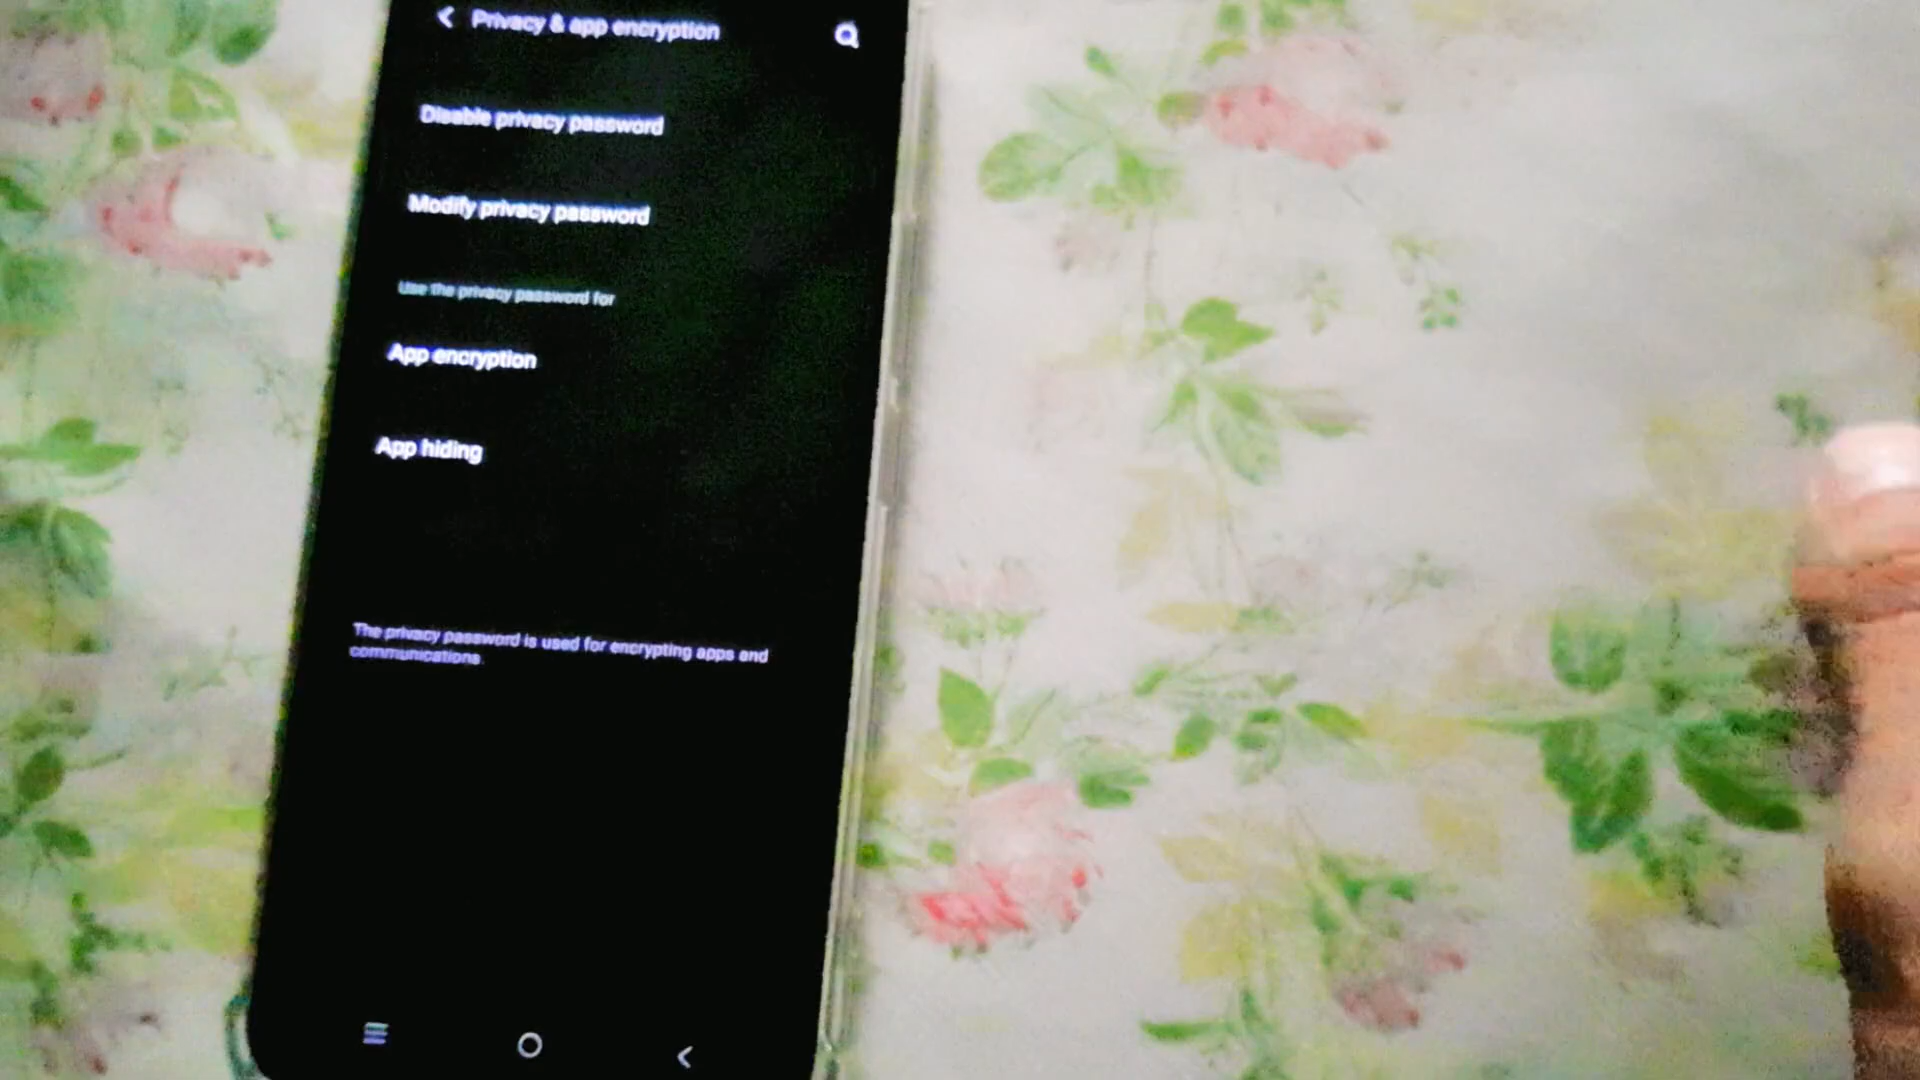 Privacy & app encryption
Disable privacy password
Modify privacy password
Use the privacy password for
App encryption
App hiding
The privacy password is used for encrypting apps and
communications